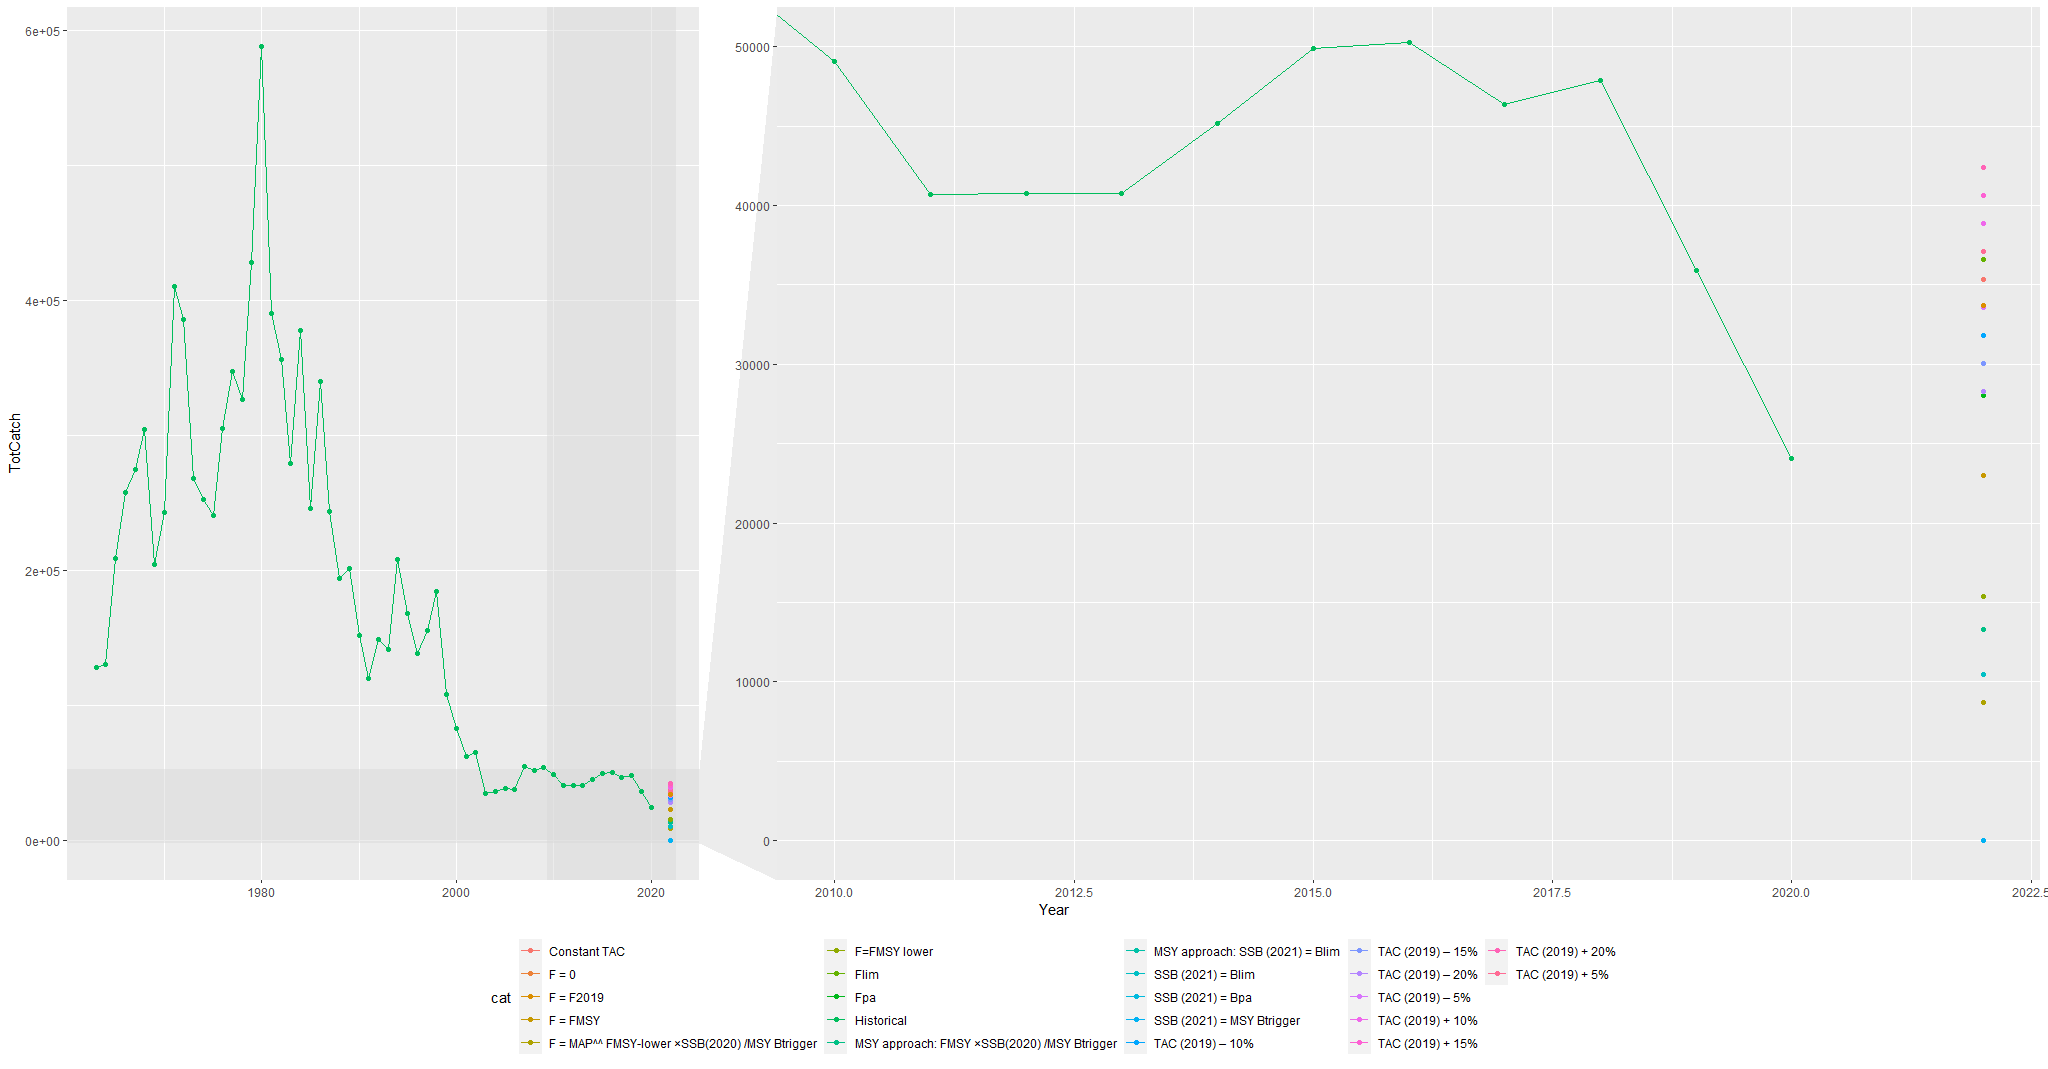 6e+05
4e+05
2e+05
0e+00
TotCatch
1980
2000
2020
50000
40000
30000
20000
10000
0
2010.0
2012.5
2015.0
2017.5
2020.0
2022.5
Year
cat
Constant TAC
F = 0
F = F2019
F = FMSY
F = MAP^^ FMSY-lower ×SSB(2020) /MSY Btrigger
F=FMSY lower
Flim
Fpa
Historical
MSY approach: FMSY ×SSB(2020) /MSY Btrigger
MSY approach: SSB (2021) = Blim
SSB (2021) = Blim
SSB (2021) = Bpa
SSB (2021) = MSY Btrigger
TAC (2019) – 10%
TAC (2019) – 15%
TAC (2019) – 20%
TAC (2019) – 5%
TAC (2019) + 10%
TAC (2019) + 15%
TAC (2019) + 20%
TAC (2019) + 5%